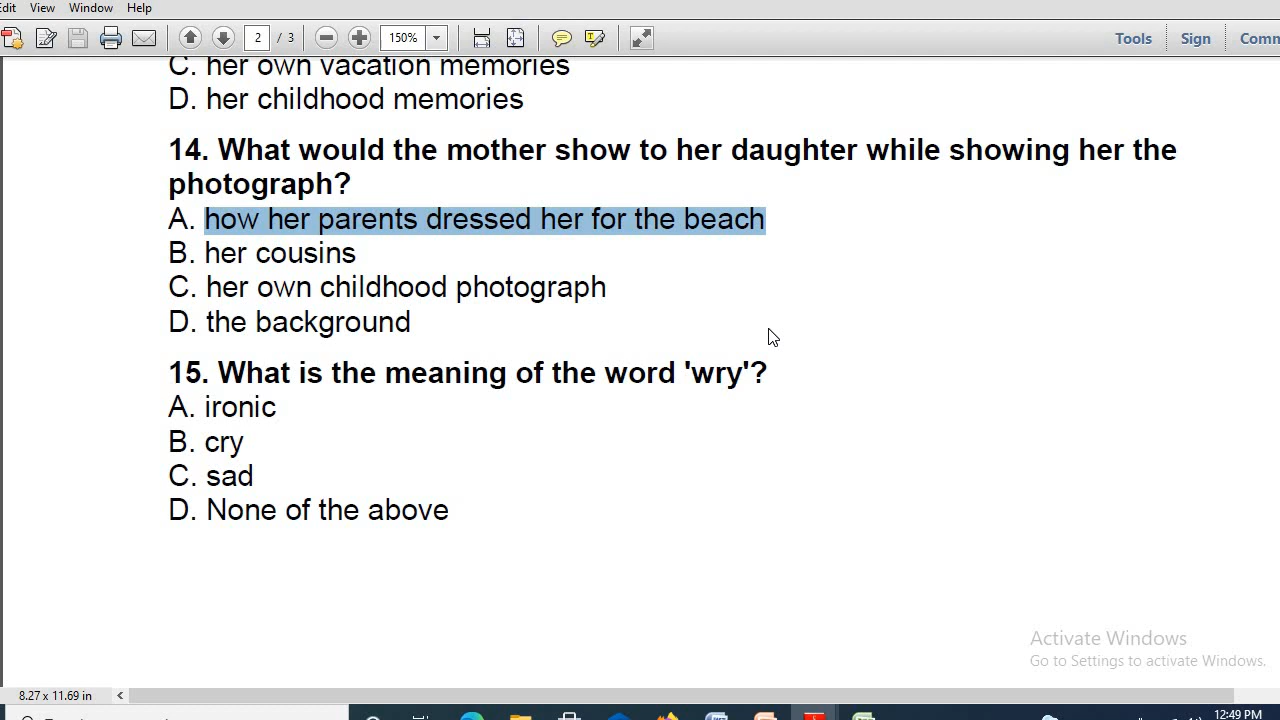 Edit View Window Help
2 / 3 150% Tools Sign Comm
C. her own vacation memories
D. her childhood memories
14. What would the mother show to her daughter while showing her the
photograph?
A. how her parents dressed her for the beach
B. her cousins
C. her own childhood photograph
D. the background
15. What is the meaning of the word 'wry'?
A. ironic
B. cry
C. sad
D. None of the above
Activate Windows
Go to Settings to activate Windows.
8.27 x 11.69 in
12:49 PM